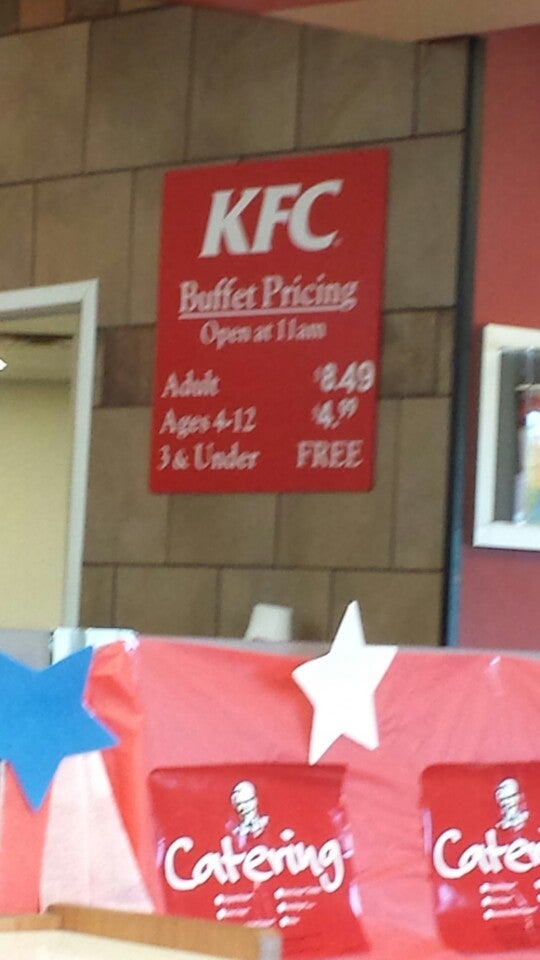 KFC
Buffet Pricing
Open at 11am
Adult $8.49
Ages 4-12 $4.99
3 & Under FREE
Catering
Cater